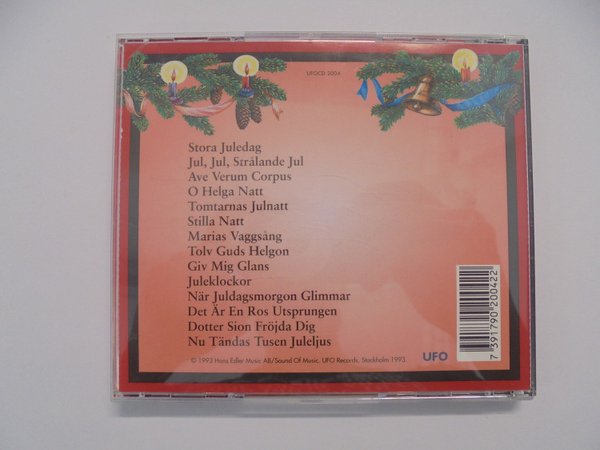 UFOCD 2004
Stora Juledag
Jul, Jul, Strålande Jul
Ave Verum Corpus
O Helga Natt
Tomtarnas Julnatt
Stilla Natt
Marias Vaggsång
Tolv Guds Helgon
Giv Mig Glans
Juleklockor
När Juldagsmorgon Glimmar
Det Är En Ros Utsprungen
Dotter Sion Fröjda Dig
Nu Tändas Tusen Juleljus
© 1993 Hans Edler Music AB/Sound Of Music. UFO Records, Stockholm 1993.
UFO
7 391790 200422